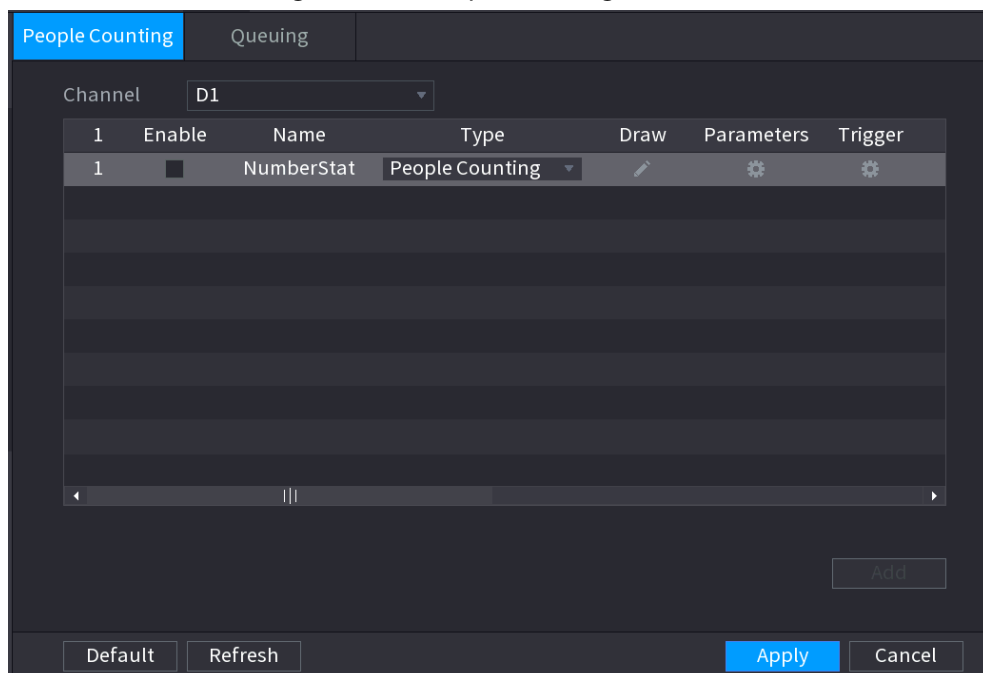 People Counting Queuing
Channel D1
1 Enable Name Type Draw Parameters Trigger
1 NumberStat People Counting
Add
Default Refresh Apply Cancel